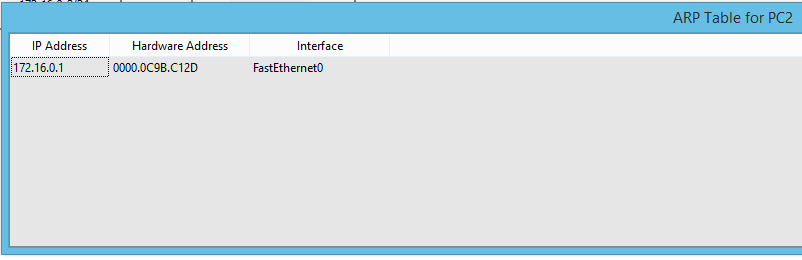 ARP Table for PC2
IP Address Hardware Address Interface
172.16.0.1 0000.0C9B.C12D FastEthernet0